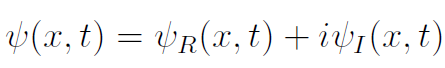 ψ(x, t) = ψ_R(x, t) + iψ_I(x, t)